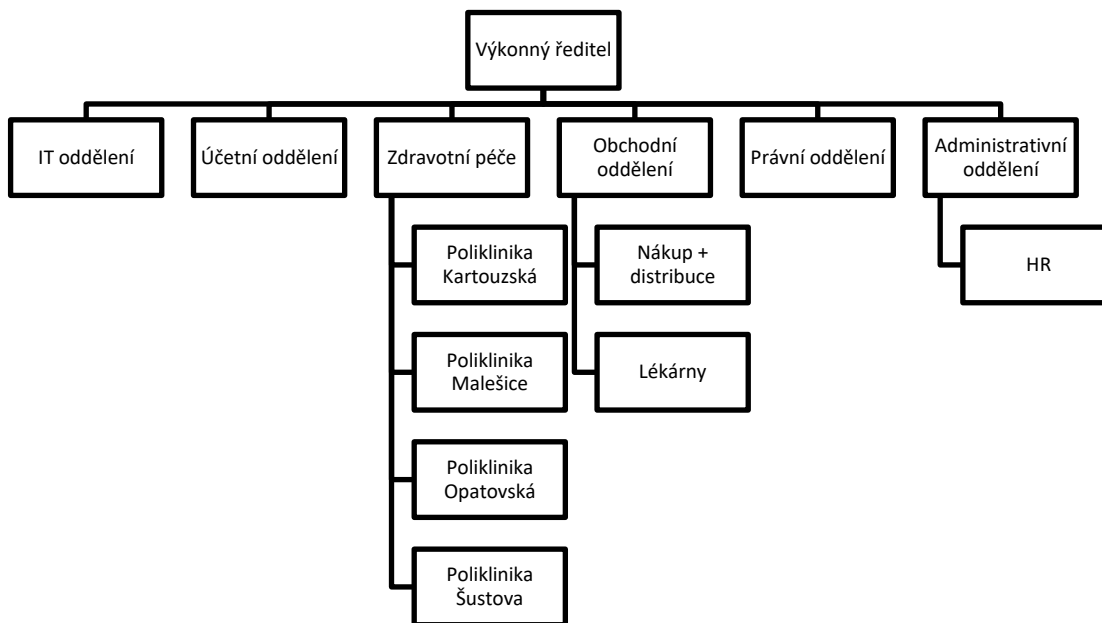 Výkonný ředitel
IT oddělení
Účetní oddělení
Zdravotní péče
Obchodní
oddělení
Právní oddělení
Administrativní
oddělení
Poliklinika
Kartouzská
Nákup +
distribuce
HR
Poliklinika
Malešice
Lékárny
Poliklinika
Opatovská
Poliklinika
Šustova